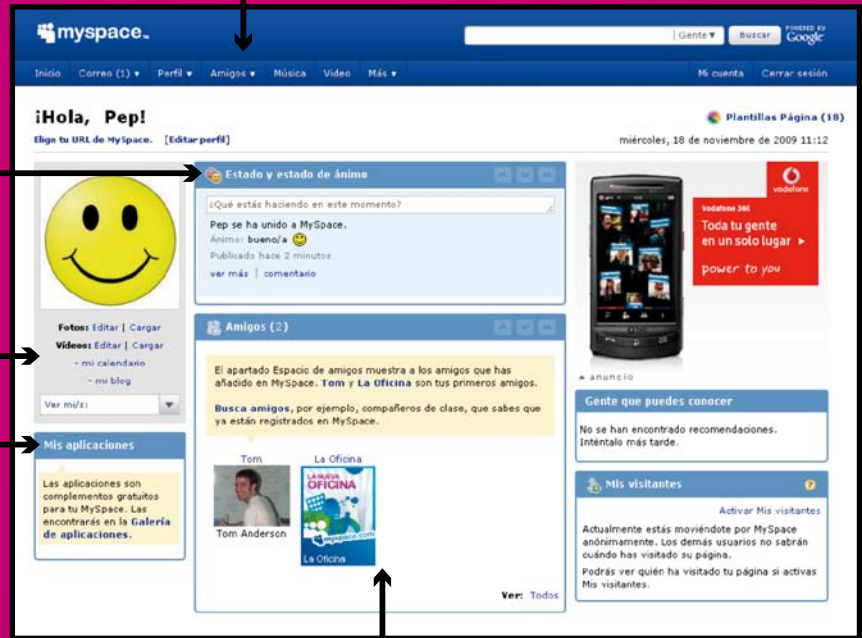 myspace.
Gente ▾
Buscar
POWERED BY
Google
Inicio Correo (1) ▾ Perfil ▾ Amigos ▾ Música Video Más ▾ Mi cuenta Cerrar sesión
¡Hola, Pep!
Plantillas Página (18)
Elige tu URL de MySpace. [Editar perfil]
miércoles, 18 de noviembre de 2009 11:12
Fotos: Editar | Cargar
Videos: Editar | Cargar
- mi calendario
- mi blog
Ver mi/s:
Mis aplicaciones
Las aplicaciones son
complementos gratuitos
para tu MySpace. Las
encontrarás en la Galería
de aplicaciones.
Estado y estado de ánimo
¿Qué estás haciendo en este momento?
Pep se ha unido a MySpace.
Ánimo: bueno/a
Publicado hace 2 minutos
ver más | comentario
Amigos (2)
El apartado Espacio de amigos muestra a los amigos que has
añadido en MySpace. Tom y La Oficina son tus primeros amigos.
Busca amigos, por ejemplo, compañeros de clase, que sabes que
ya están registrados en MySpace.
Tom
Tom Anderson
La Oficina
LA NUEVA
OFICINA
myspace.com
La Oficina
Ver: Todos
vodafone
Vodafone 360
Toda tu gente
en un solo lugar ▸
power to you
anuncio
Gente que puedes conocer
No se han encontrado recomendaciones.
Inténtalo más tarde.
Mis visitantes
Activar Mis visitantes
Actualmente estás moviéndote por MySpace
anónimamente. Los demás usuarios no sabrán
cuándo has visitado su página.
Podrás ver quién ha visitado tu página si activas
Mis visitantes.